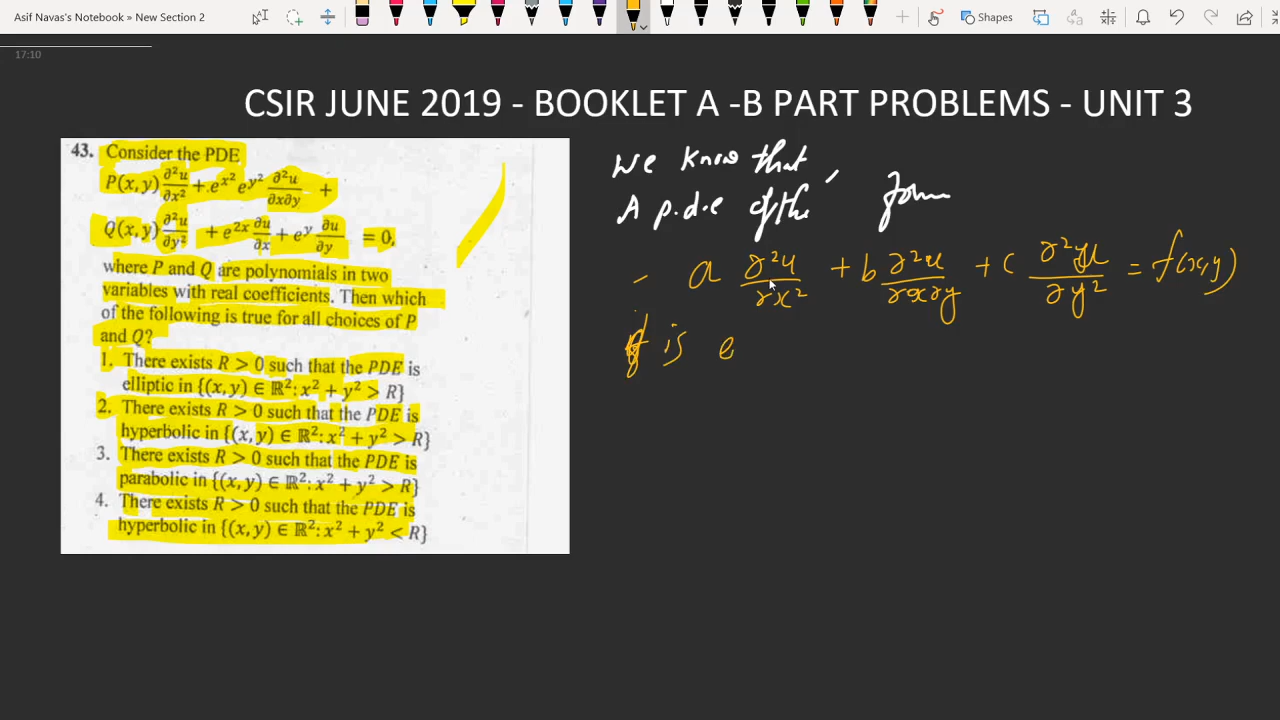 Asif Navas's Notebook » New Section 2
Shapes
17:10
CSIR JUNE 2019 - BOOKLET A -B PART PROBLEMS - UNIT 3
43. Consider the PDE
P(x, y) ∂²u/∂x² + e^x² e^y² ∂²u/∂x∂y +
Q(x, y) ∂²u/∂y² + e^2x ∂u/∂x + e^y ∂u/∂y = 0,
where P and Q are polynomials in two
variables with real coefficients. Then which
of the following is true for all choices of P
and Q?
1. There exists R > 0 such that the PDE is
elliptic in {(x, y) ∈ ℝ²: x² + y² > R}
2. There exists R > 0 such that the PDE is
hyperbolic in {(x, y) ∈ ℝ²: x² + y² > R}
3. There exists R > 0 such that the PDE is
parabolic in {(x, y) ∈ ℝ²: x² + y² > R}
4. There exists R > 0 such that the PDE is
hyperbolic in {(x, y) ∈ ℝ²: x² + y² < R}
We know that
A p.d.e of the form
a ∂²u/∂x² + b ∂²u/∂x∂y + c ∂²u/∂y² = f(x,y)
is e